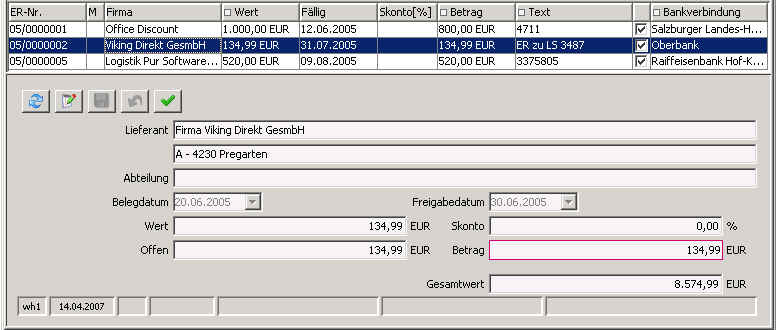 ER-Nr. M Firma Wert Fällig Skonto[%] Betrag Text Bankverbindung
05/0000001 Office Discount 1.000,00 EUR 12.06.2005 800,00 EUR 4711 Salzburger Landes-H...
05/0000002 Viking Direkt GesmbH 134,99 EUR 31.07.2005 134,99 EUR ER zu LS 3487 Oberbank
05/0000005 Logistik Pur Software... 520,00 EUR 09.08.2005 520,00 EUR 3375805 Raiffeisenbank Hof-K...
Lieferant Firma Viking Direkt GesmbH
A - 4230 Pregarten
Abteilung
Belegdatum 20.06.2005 Freigabedatum 30.06.2005
Wert 134,99 EUR Skonto 0,00 %
Offen 134,99 EUR Betrag 134,99 EUR
Gesamtwert 8.574,99 EUR
wh1 14.04.2007